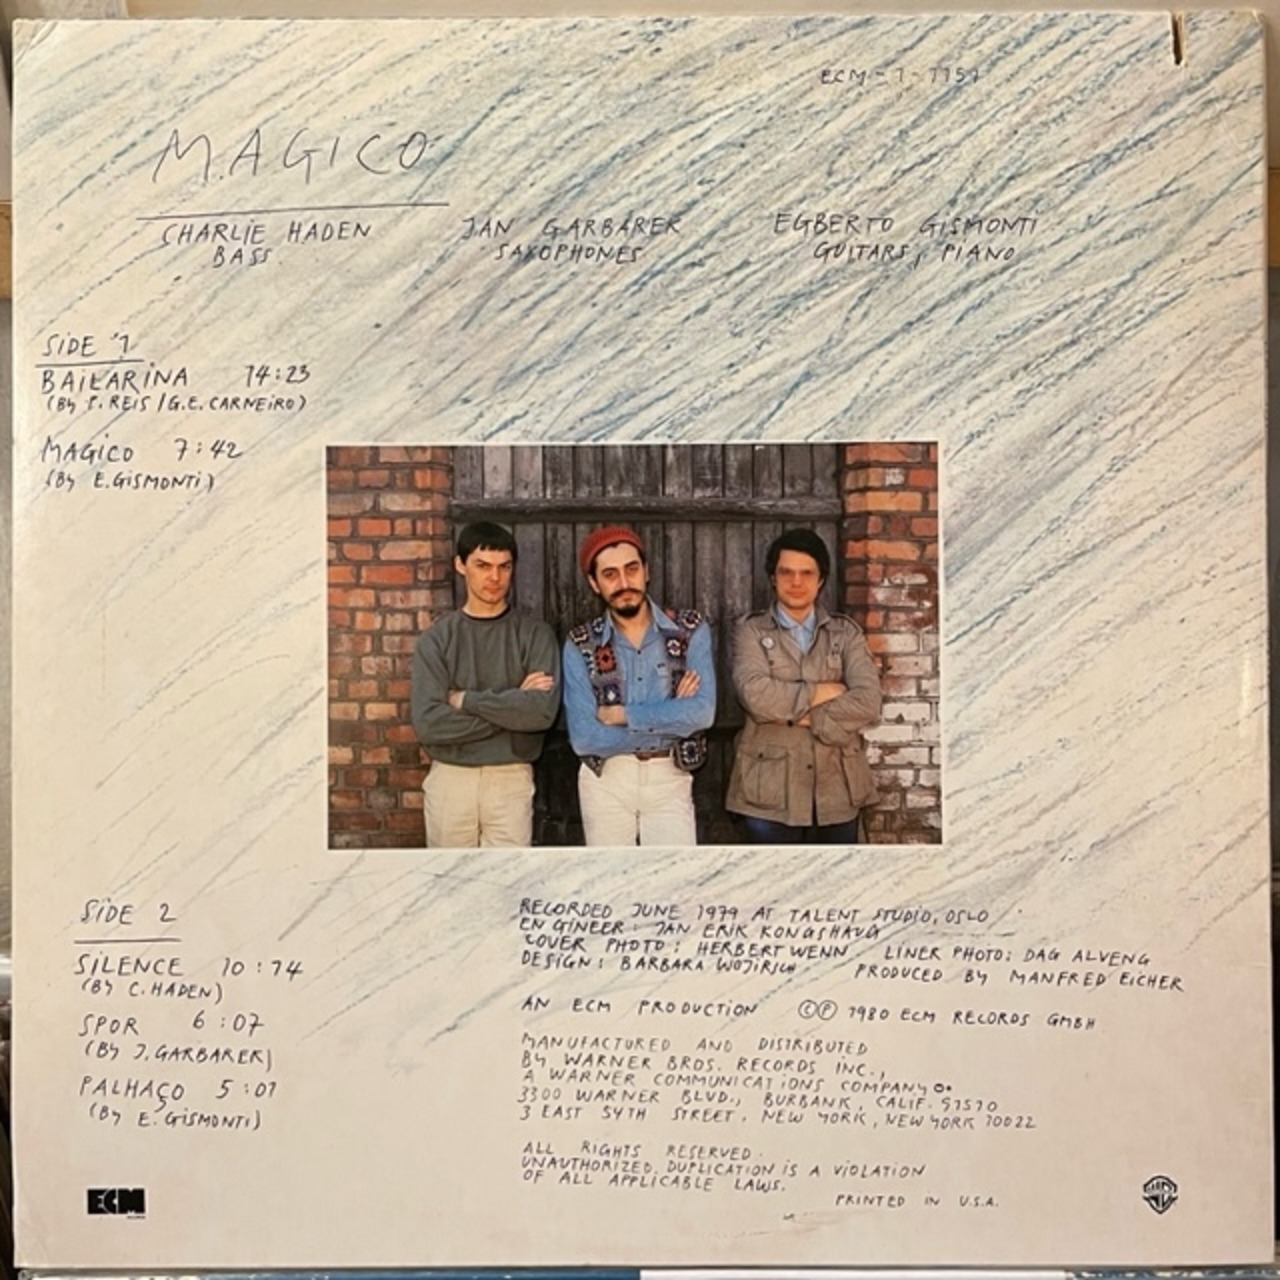 ECM-1-1151
MAGICO
CHARLIE HADEN
BASS
JAN GARBAREK
SAXOPHONES
EGBERTO GISMONTI
GUITARS, PIANO
SIDE 1
BAILARINA 14:23
(BY P. REIS / G.E. CARNEIRO)
MAGICO 7:42
(BY E. GISMONTI)
SIDE 2
SILENCE 10:14
(BY C. HADEN)
SPOR 6:07
(BY J. GARBAREK)
PALHAÇO 5:01
(BY E. GISMONTI)
RECORDED JUNE 1979 AT TALENT STUDIO, OSLO
ENGINEER: JAN ERIK KONGSHAUG
COVER PHOTO: HERBERT WENN LINER PHOTO: DAG ALVENG
DESIGN: BARBARA WOJIRSCH PRODUCED BY MANFRED EICHER
AN ECM PRODUCTION ©℗ 1980 ECM RECORDS GMBH
MANUFACTURED AND DISTRIBUTED
BY WARNER BROS. RECORDS INC.,
A WARNER COMMUNICATIONS COMPANY
3300 WARNER BLVD., BURBANK, CALIF. 91510
3 EAST 54TH STREET, NEW YORK, NEW YORK 10022
ALL RIGHTS RESERVED.
UNAUTHORIZED DUPLICATION IS A VIOLATION
OF ALL APPLICABLE LAWS.
PRINTED IN U.S.A.
ECM